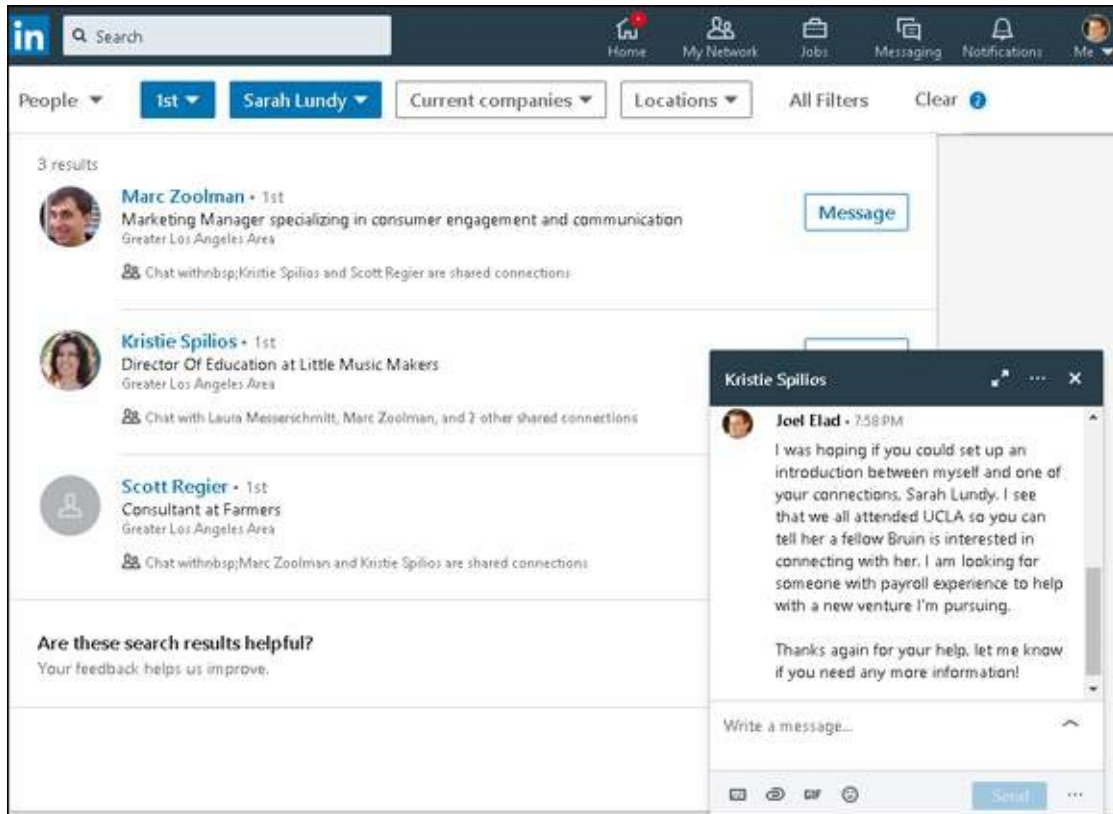 in
Search
Home
My Network
Jobs
Messaging
Notifications
Me
People
1st
Sarah Lundy
Current companies
Locations
All Filters
Clear
?
3 results
Marc Zoolman • 1st
Marketing Manager specializing in consumer engagement and communication
Greater Los Angeles Area
Chat withnbsp;Kristie Spilios and Scott Regier are shared connections
Message
Kristie Spilios • 1st
Director Of Education at Little Music Makers
Greater Los Angeles Area
Chat with Laura Messerschmitt, Marc Zoolman, and 2 other shared connections
Scott Regier • 1st
Consultant at Farmers
Greater Los Angeles Area
Chat withnbsp;Marc Zoolman and Kristie Spilios are shared connections
Are these search results helpful?
Your feedback helps us improve.
Kristie Spilios
Joel Elad • 7:58 PM
I was hoping if you could set up an
introduction between myself and one of
your connections, Sarah Lundy. I see
that we all attended UCLA so you can
tell her a fellow Bruin is interested in
connecting with her. I am looking for
someone with payroll experience to help
with a new venture I'm pursuing.
Thanks again for your help, let me know
if you need any more information!
Write a message...
GIF
Send